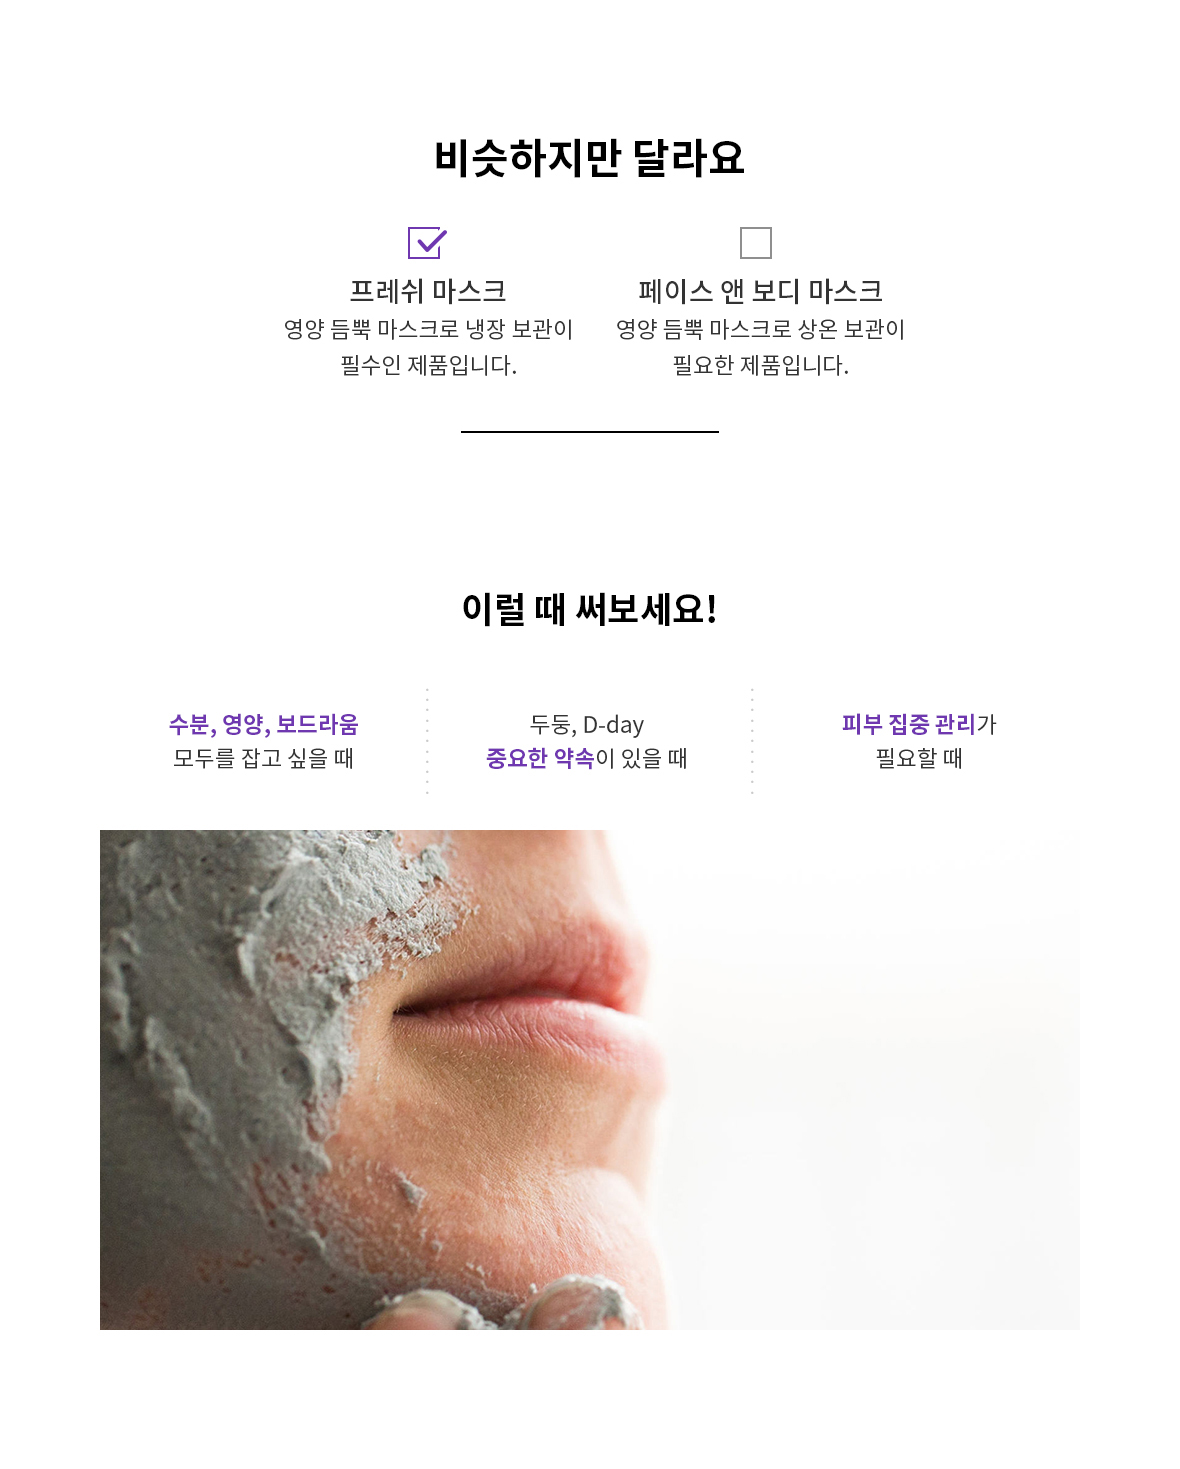 비슷하지만 달라요
프레쉬 마스크
영양 듬뿍 마스크로 냉장 보관이
필수인 제품입니다.
페이스 앤 보디 마스크
영양 듬뿍 마스크로 상온 보관이
필요한 제품입니다.
이럴 때 써보세요!
수분, 영양, 보드라움
모두를 잡고 싶을 때
두둥, D-day
중요한 약속이 있을 때
피부 집중 관리가
필요할 때